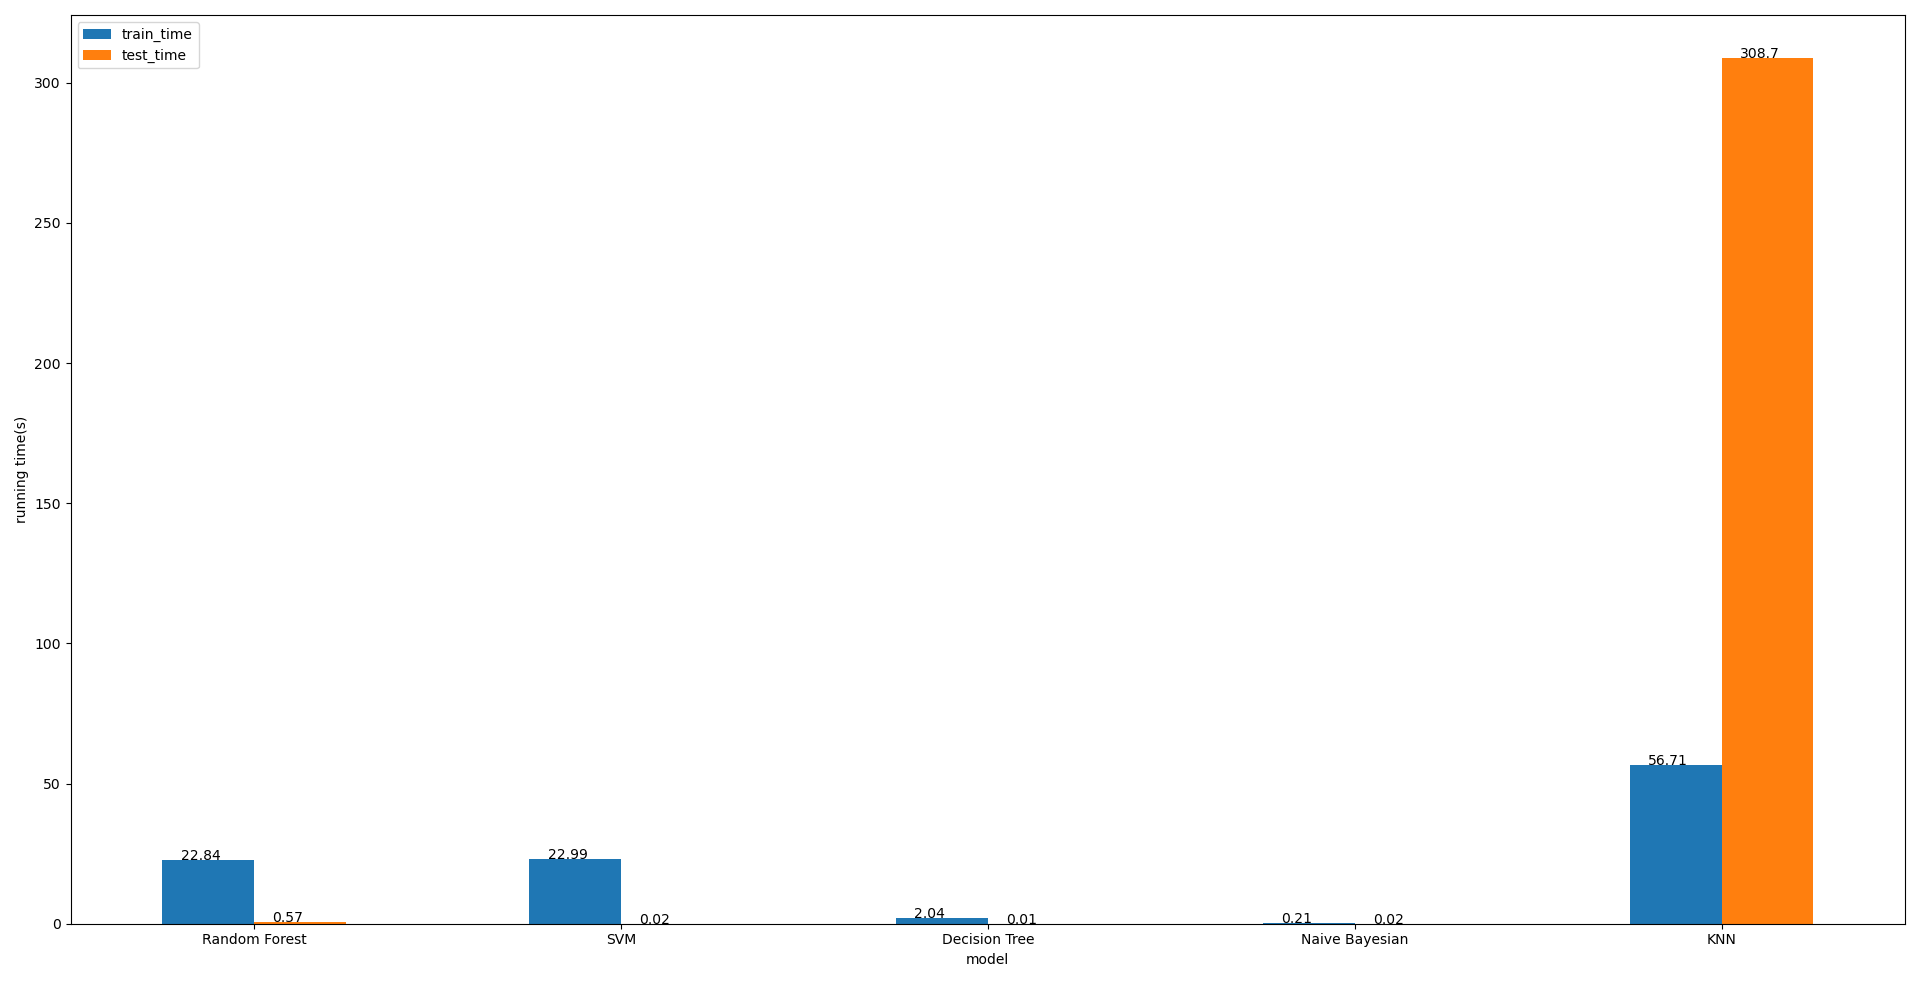 train_time
test_time
308.7
300
250
200
150
100
50
0
running time(s)
56.71
22.84
22.99
2.04
0.57
0.02
0.01
0.21
0.02
Random Forest
SVM
Decision Tree
Naive Bayesian
KNN
model